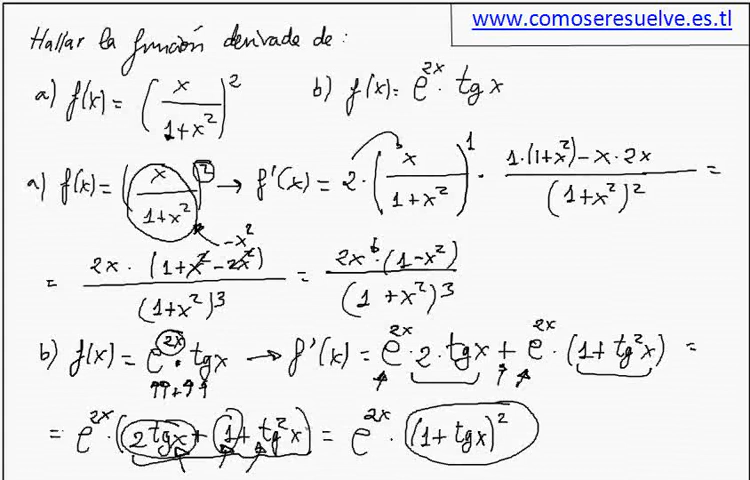 www.comoseresuelve.es.tl
Hallar la función derivade de:
a) f(x) = (x / (1+x²))²   b) f(x) = e^(2x) · tgx
a) f(x) = (x / (1+x²))² → f'(x) = 2 · (x / (1+x²))¹ · (1·(1+x²) − x·2x) / (1+x²)² =
−x²
= (2x · (1+x²−2x²)) / (1+x²)³ = (2x · (1−x²)) / (1+x²)³
b) f(x) = e^(2x) · tgx → f'(x) = e^(2x) · 2 · tgx + e^(2x) · (1+tg²x) =
= e^(2x) · (2tgx + 1 + tg²x) = e^(2x) · (1+tgx)²